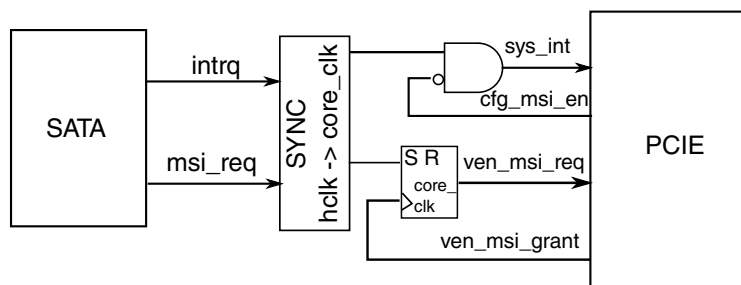 SATA
intrq
msi_req
SYNC
hclk -> core_clk
sys_int
cfg_msi_en
S R
core_
clk
ven_msi_req
ven_msi_grant
PCIE